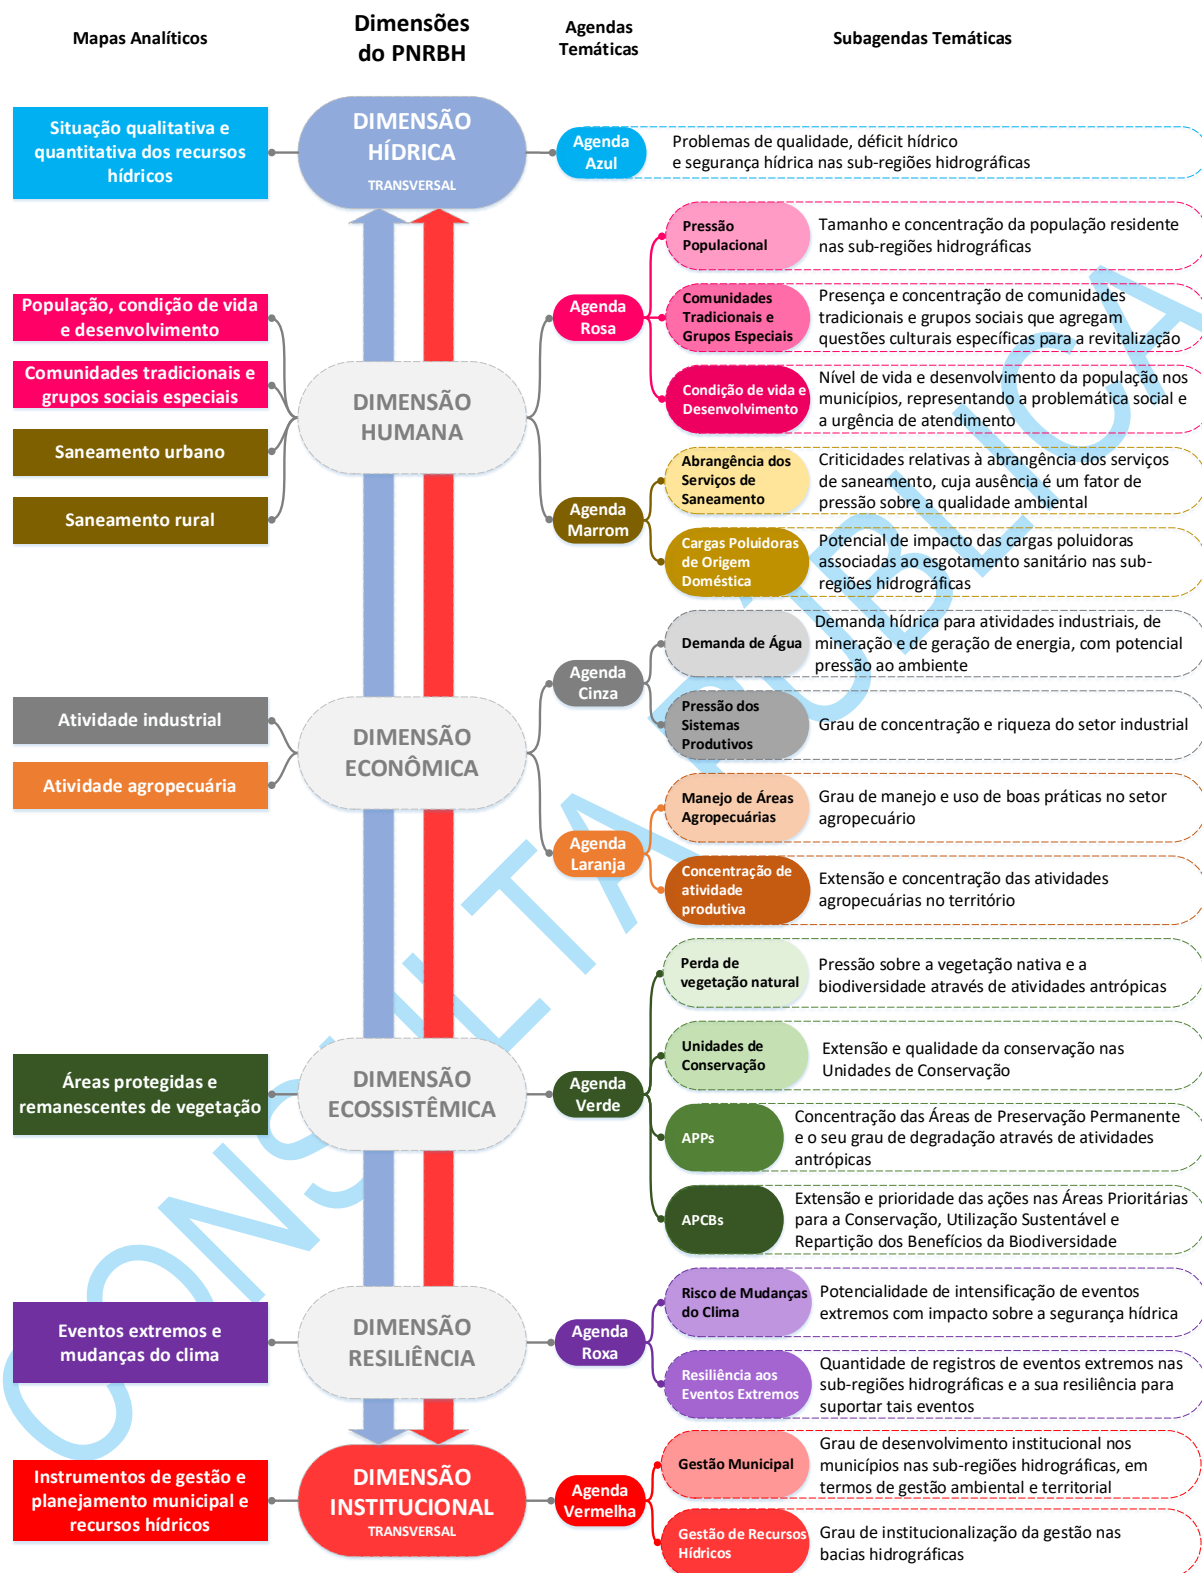 Mapas Analíticos
Dimensões
do PNRBH
Agendas
Temáticas
Subagendas Temáticas
Situação qualitativa e
quantitativa dos recursos
hídricos
DIMENSÃO
HÍDRICA
TRANSVERSAL
Agenda
Azul
Problemas de qualidade, déficit hídrico
e segurança hídrica nas sub-regiões hidrográficas
População, condição de vida
e desenvolvimento
Comunidades tradicionais e
grupos sociais especiais
Saneamento urbano
Saneamento rural
DIMENSÃO
HUMANA
Agenda
Rosa
Pressão
Populacional
Tamanho e concentração da população residente
nas sub-regiões hidrográficas
Comunidades
Tradicionais e
Grupos Especiais
Presença e concentração de comunidades
tradicionais e grupos sociais que agregam
questões culturais específicas para a revitalização
Condição de vida e
Desenvolvimento
Nível de vida e desenvolvimento da população nos
municípios, representando a problemática social e
a urgência de atendimento
Agenda
Marrom
Abrangência dos
Serviços de
Saneamento
Criticidades relativas à abrangência dos serviços
de saneamento, cuja ausência é um fator de
pressão sobre a qualidade ambiental
Cargas Poluidoras
de Origem
Doméstica
Potencial de impacto das cargas poluidoras
associadas ao esgotamento sanitário nas sub-
regiões hidrográficas
Atividade industrial
Atividade agropecuária
DIMENSÃO
ECONÔMICA
Agenda
Cinza
Demanda de Água
Demanda hídrica para atividades industriais, de
mineração e de geração de energia, com potencial
pressão ao ambiente
Pressão dos
Sistemas
Produtivos
Grau de concentração e riqueza do setor industrial
Agenda
Laranja
Manejo de Áreas
Agropecuárias
Grau de manejo e uso de boas práticas no setor
agropecuário
Concentração de
atividade
produtiva
Extensão e concentração das atividades
agropecuárias no território
Áreas protegidas e
remanescentes de vegetação
DIMENSÃO
ECOSSISTÊMICA
Agenda
Verde
Perda de
vegetação natural
Pressão sobre a vegetação nativa e a
biodiversidade através de atividades antrópicas
Unidades de
Conservação
Extensão e qualidade da conservação nas
Unidades de Conservação
APPs
Concentração das Áreas de Preservação Permanente
e o seu grau de degradação através de atividades
antrópicas
APCBs
Extensão e prioridade das ações nas Áreas Prioritárias
para a Conservação, Utilização Sustentável e
Repartição dos Benefícios da Biodiversidade
Eventos extremos e
mudanças do clima
DIMENSÃO
RESILIÊNCIA
Agenda
Roxa
Risco de Mudanças
do Clima
Potencialidade de intensificação de eventos
extremos com impacto sobre a segurança hídrica
Resiliência aos
Eventos Extremos
Quantidade de registros de eventos extremos nas
sub-regiões hidrográficas e a sua resiliência para
suportar tais eventos
Instrumentos de gestão e
planejamento municipal e
recursos hídricos
DIMENSÃO
INSTITUCIONAL
TRANSVERSAL
Agenda
Vermelha
Gestão Municipal
Grau de desenvolvimento institucional nos
municípios nas sub-regiões hidrográficas, em
termos de gestão ambiental e territorial
Gestão de Recursos
Hídricos
Grau de institucionalização da gestão nas
bacias hidrográficas
CONSULTA PÚBLICA